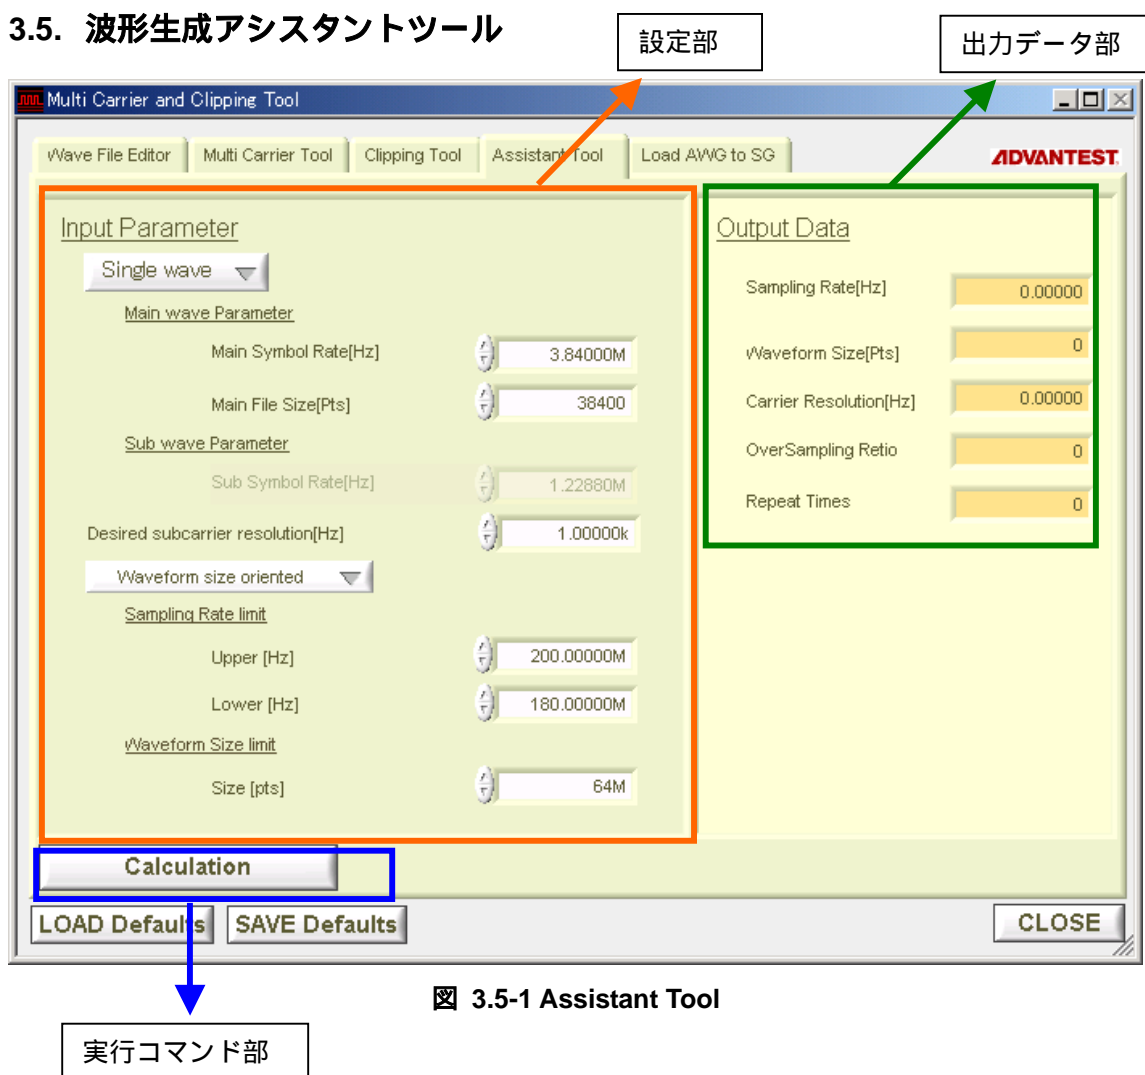 3.5. 波形生成アシスタントツール
設定部
出力データ部
Multi Carrier and Clipping Tool
Wave File Editor
Multi Carrier Tool
Clipping Tool
Assistant Tool
Load AWG to SG
ADVANTEST.
Input Parameter
Single wave
Main wave Parameter
Main Symbol Rate[Hz] 3.84000M
Main File Size[Pts] 38400
Sub wave Parameter
Sub Symbol Rate[Hz] 1.22880M
Desired subcarrier resolution[Hz] 1.00000k
Waveform size oriented
Sampling Rate limit
Upper [Hz] 200.00000M
Lower [Hz] 180.00000M
Waveform Size limit
Size [pts] 64M
Output Data
Sampling Rate[Hz] 0.00000
Waveform Size[Pts] 0
Carrier Resolution[Hz] 0.00000
OverSampling Retio 0
Repeat Times 0
Calculation
LOAD Defaults
SAVE Defaults
CLOSE
図 3.5-1 Assistant Tool
実行コマンド部